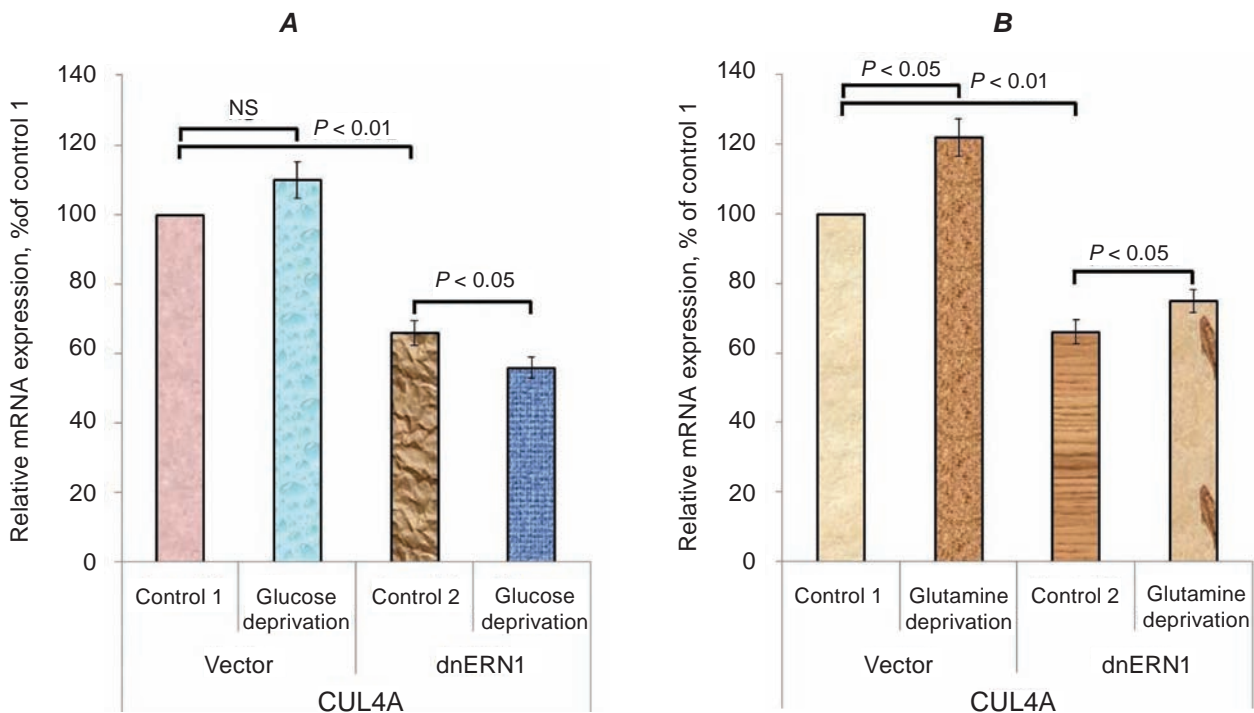 A
Relative mRNA expression, %of control 1
140
120
100
80
60
40
20
0
NS
P < 0.01
P < 0.05
Control 1
Glucose
deprivation
Control 2
Glucose
deprivation
Vector
dnERN1
CUL4A
B
Relative mRNA expression, % of control 1
140
120
100
80
60
40
20
0
P < 0.05
P < 0.01
P < 0.05
Control 1
Glutamine
deprivation
Control 2
Glutamine
deprivation
Vector
dnERN1
CUL4A